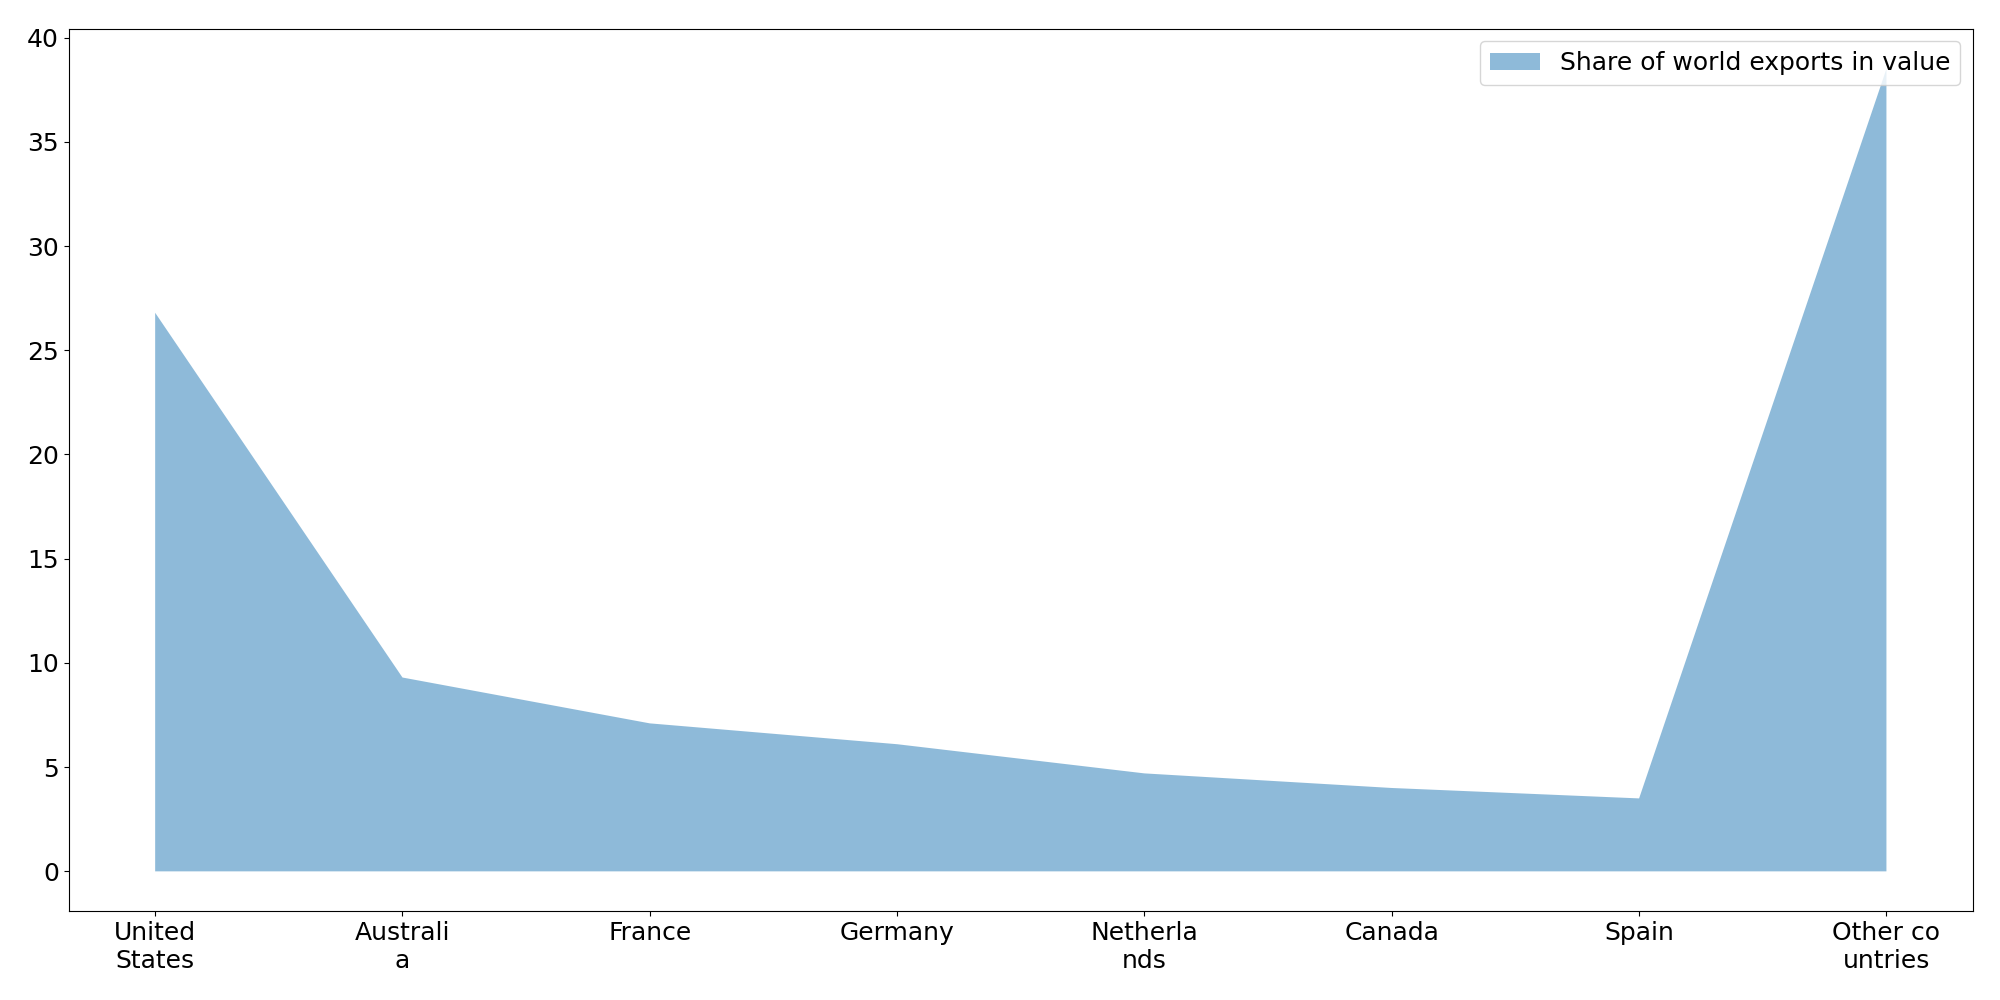 40
35
30
25
20
15
10
5
0
Share of world exports in value
United
States
Australi
a
France
Germany
Netherla
nds
Canada
Spain
Other co
untries